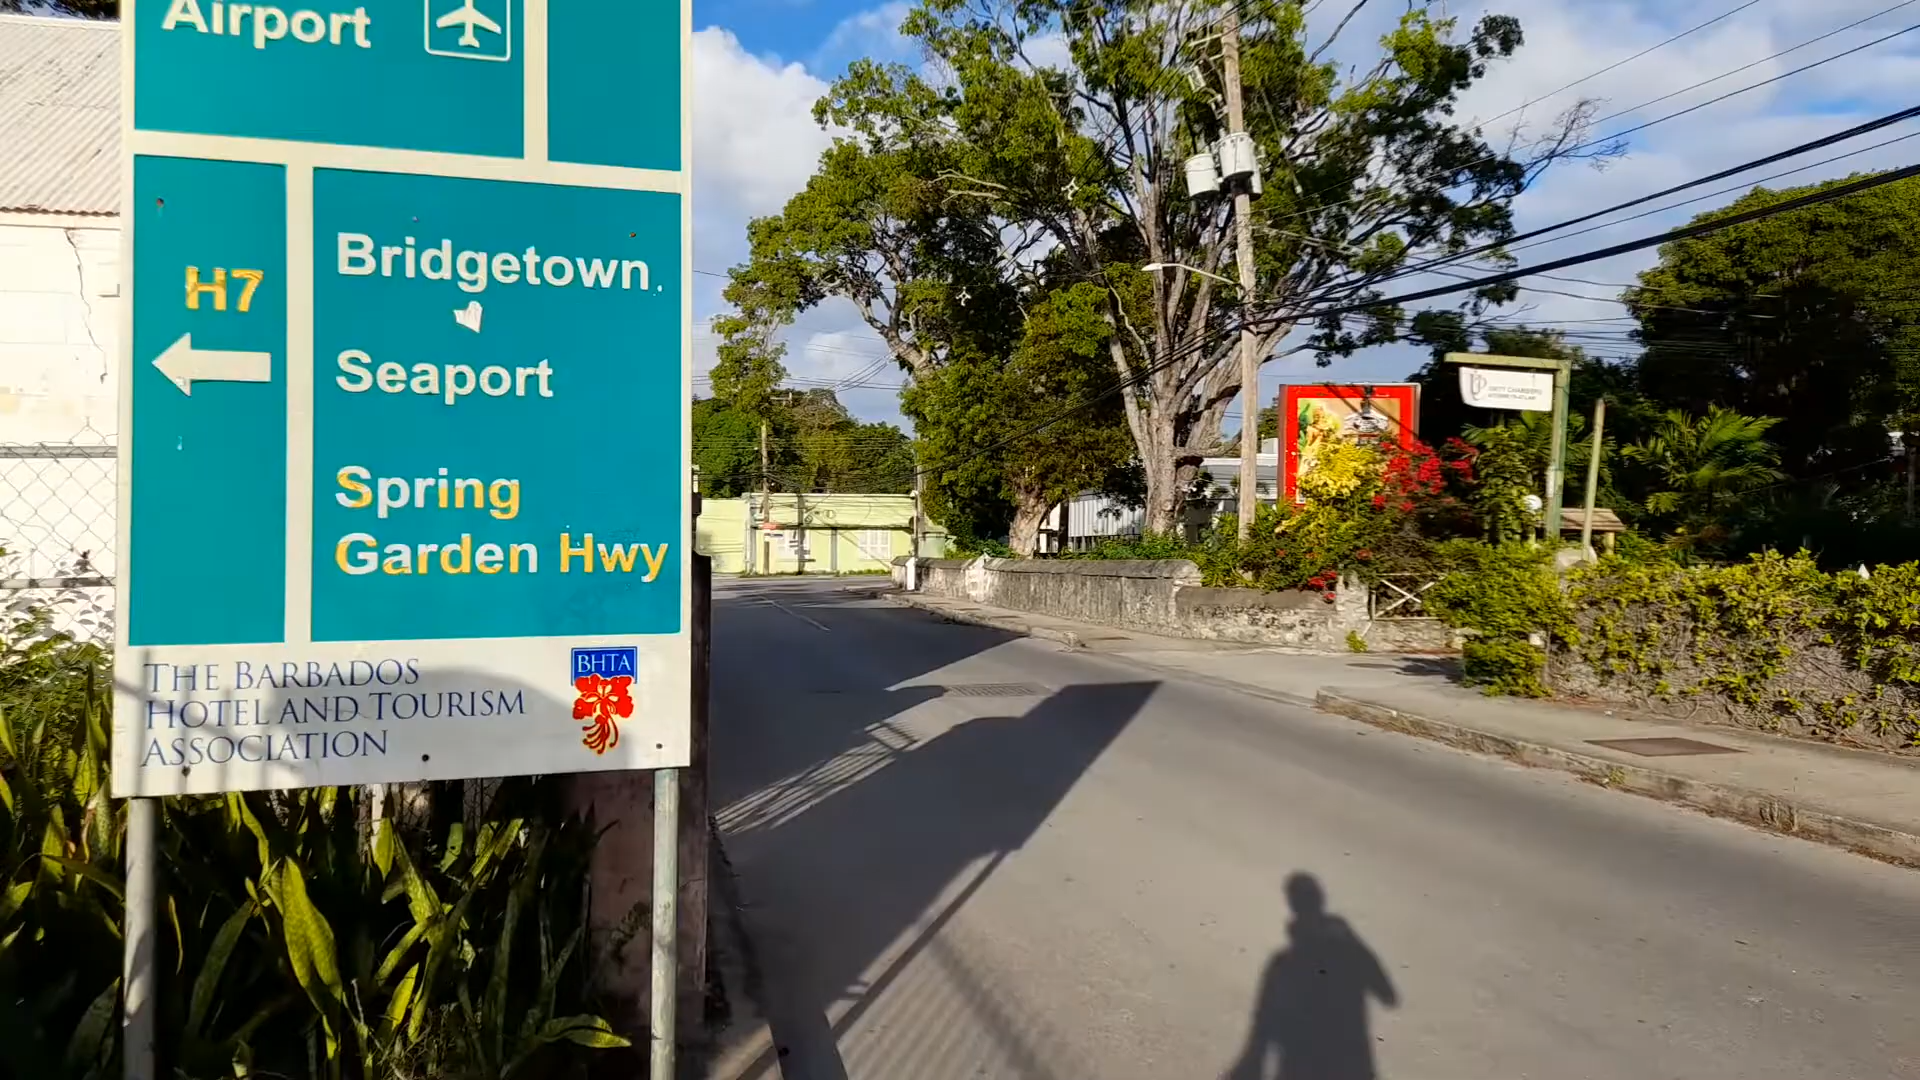 Airport
H7
Bridgetown
Seaport
Spring
Garden Hwy
THE BARBADOS
HOTEL AND TOURISM
ASSOCIATION
BHTA